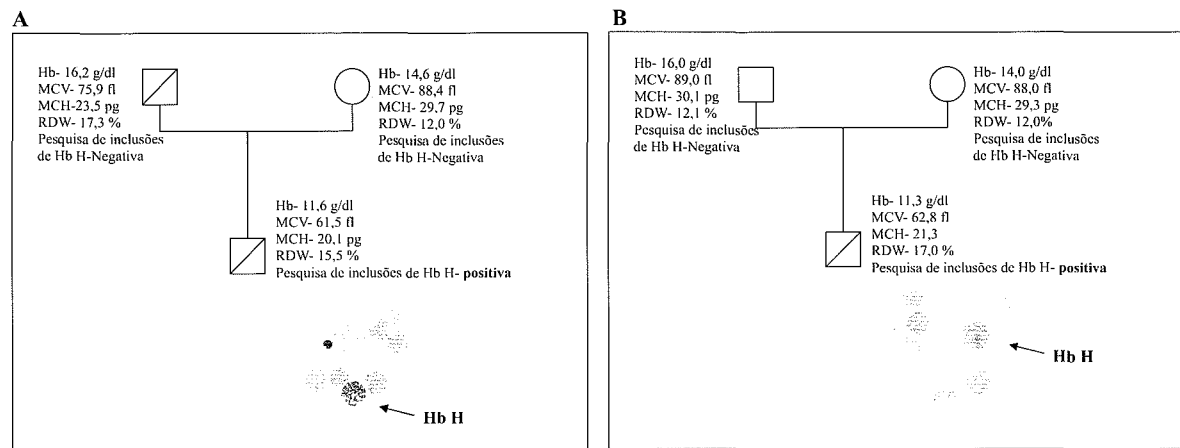 A
Hb- 16,2 g/dl
MCV- 75,9 fl
MCH-23,5 pg
RDW- 17,3 %
Pesquisa de inclusões
de Hb H-Negativa
Hb- 14,6 g/dl
MCV- 88,4 fl
MCH- 29,7 pg
RDW- 12,0 %
Pesquisa de inclusões
de Hb H-Negativa
Hb- 11,6 g/dl
MCV- 61,5 fl
MCH- 20,1 pg
RDW- 15,5 %
Pesquisa de inclusões de Hb H- positiva
Hb H
B
Hb- 16,0 g/dl
MCV- 89,0 fl
MCH- 30,1 pg
RDW- 12,1 %
Pesquisa de inclusões
de Hb H-Negativa
Hb- 14,0 g/dl
MCV- 88,0 fl
MCH- 29,3 pg
RDW- 12,0%
Pesquisa de inclusões
de Hb H-Negativa
Hb- 11,3 g/dl
MCV- 62,8 fl
MCH- 21,3
RDW- 17,0 %
Pesquisa de inclusões de Hb H- positiva
Hb H